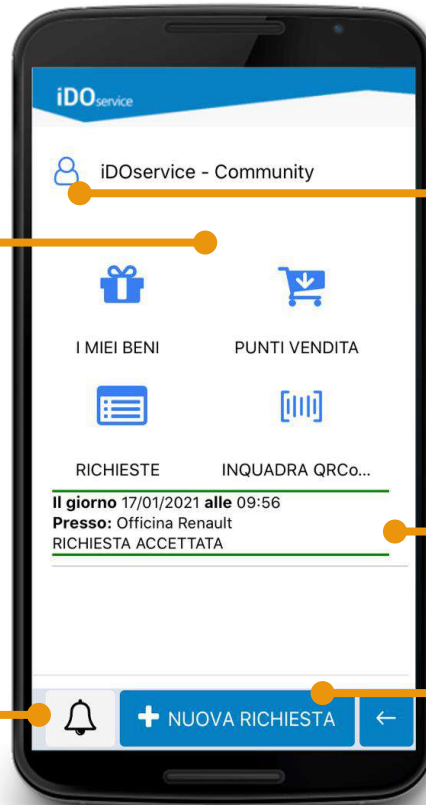 iDOservice
iDOservice - Community
I MIEI BENI
PUNTI VENDITA
RICHIESTE
INQUADRA QRCo...
Il giorno 17/01/2021 alle 09:56
Presso: Officina Renault
RICHIESTA ACCETTATA
NUOVA RICHIESTA